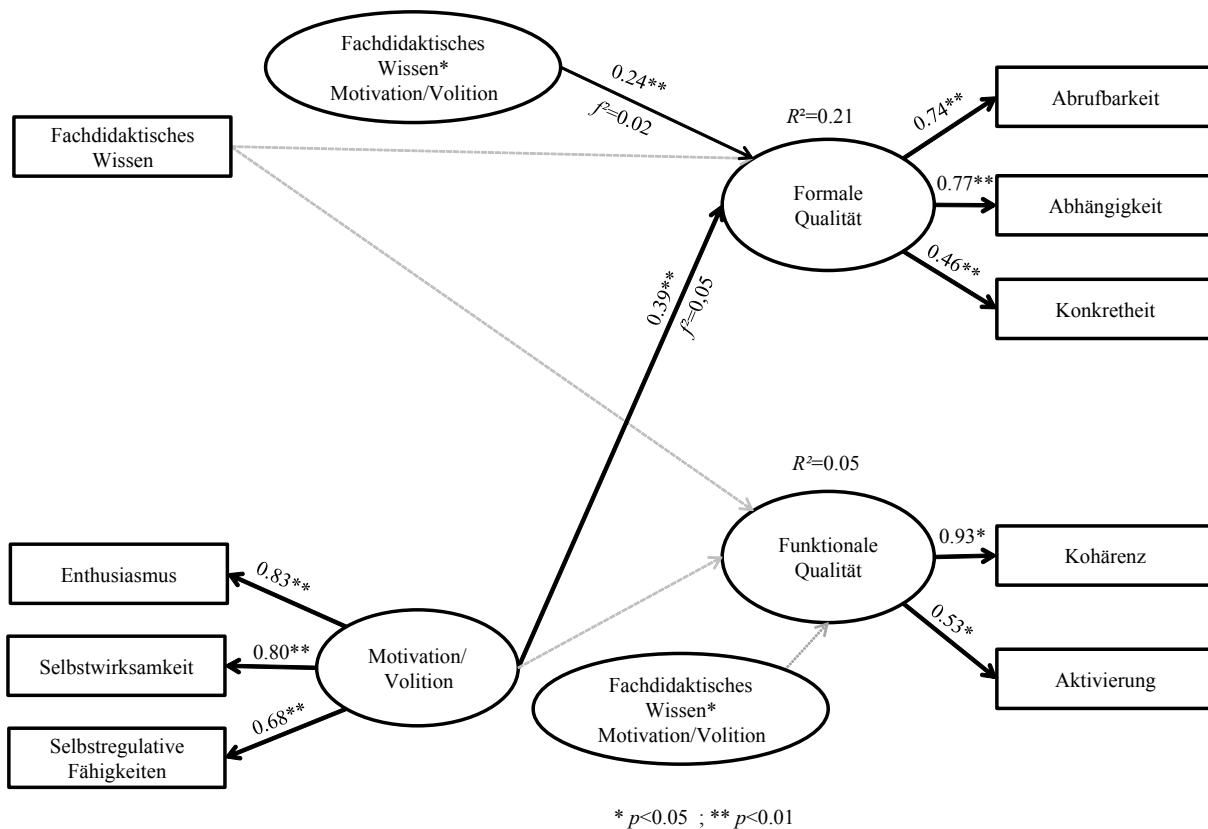 Fachdidaktisches
Wissen*
Motivation/Volition
0.24**
f²=0.02
R²=0.21
0.74**
Abrufbarkeit
Fachdidaktisches
Wissen
Formale
Qualität
0.77**
Abhängigkeit
0.46**
Konkretheit
0.39**
f²=0,05
R²=0.05
Funktionale
Qualität
0.93*
Kohärenz
0.53*
Aktivierung
Enthusiasmus
0.83**
Selbstwirksamkeit
0.80**
Motivation/
Volition
0.68**
Selbstregulative
Fähigkeiten
Fachdidaktisches
Wissen*
Motivation/Volition
* p<0.05 ; ** p<0.01